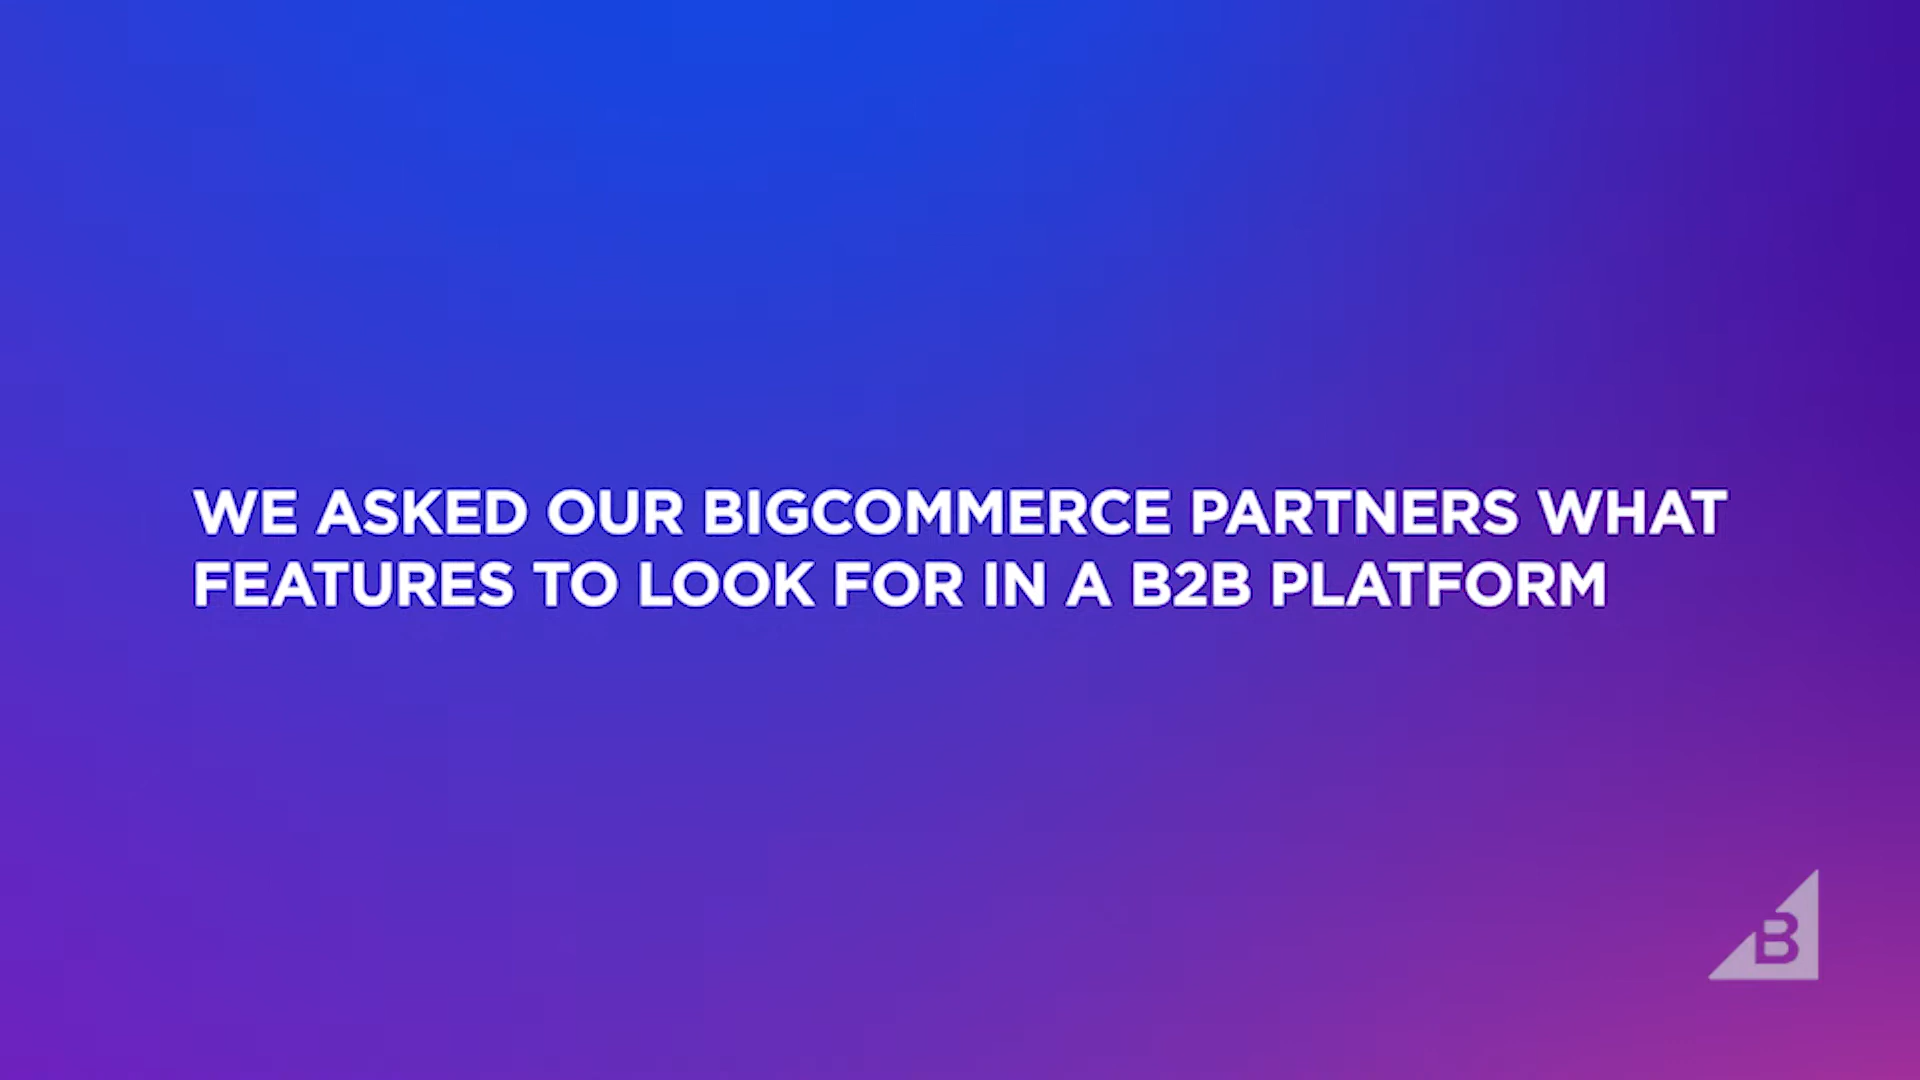 WE ASKED OUR BIGCOMMERCE PARTNERS WHAT
FEATURES TO LOOK FOR IN A B2B PLATFORM
B